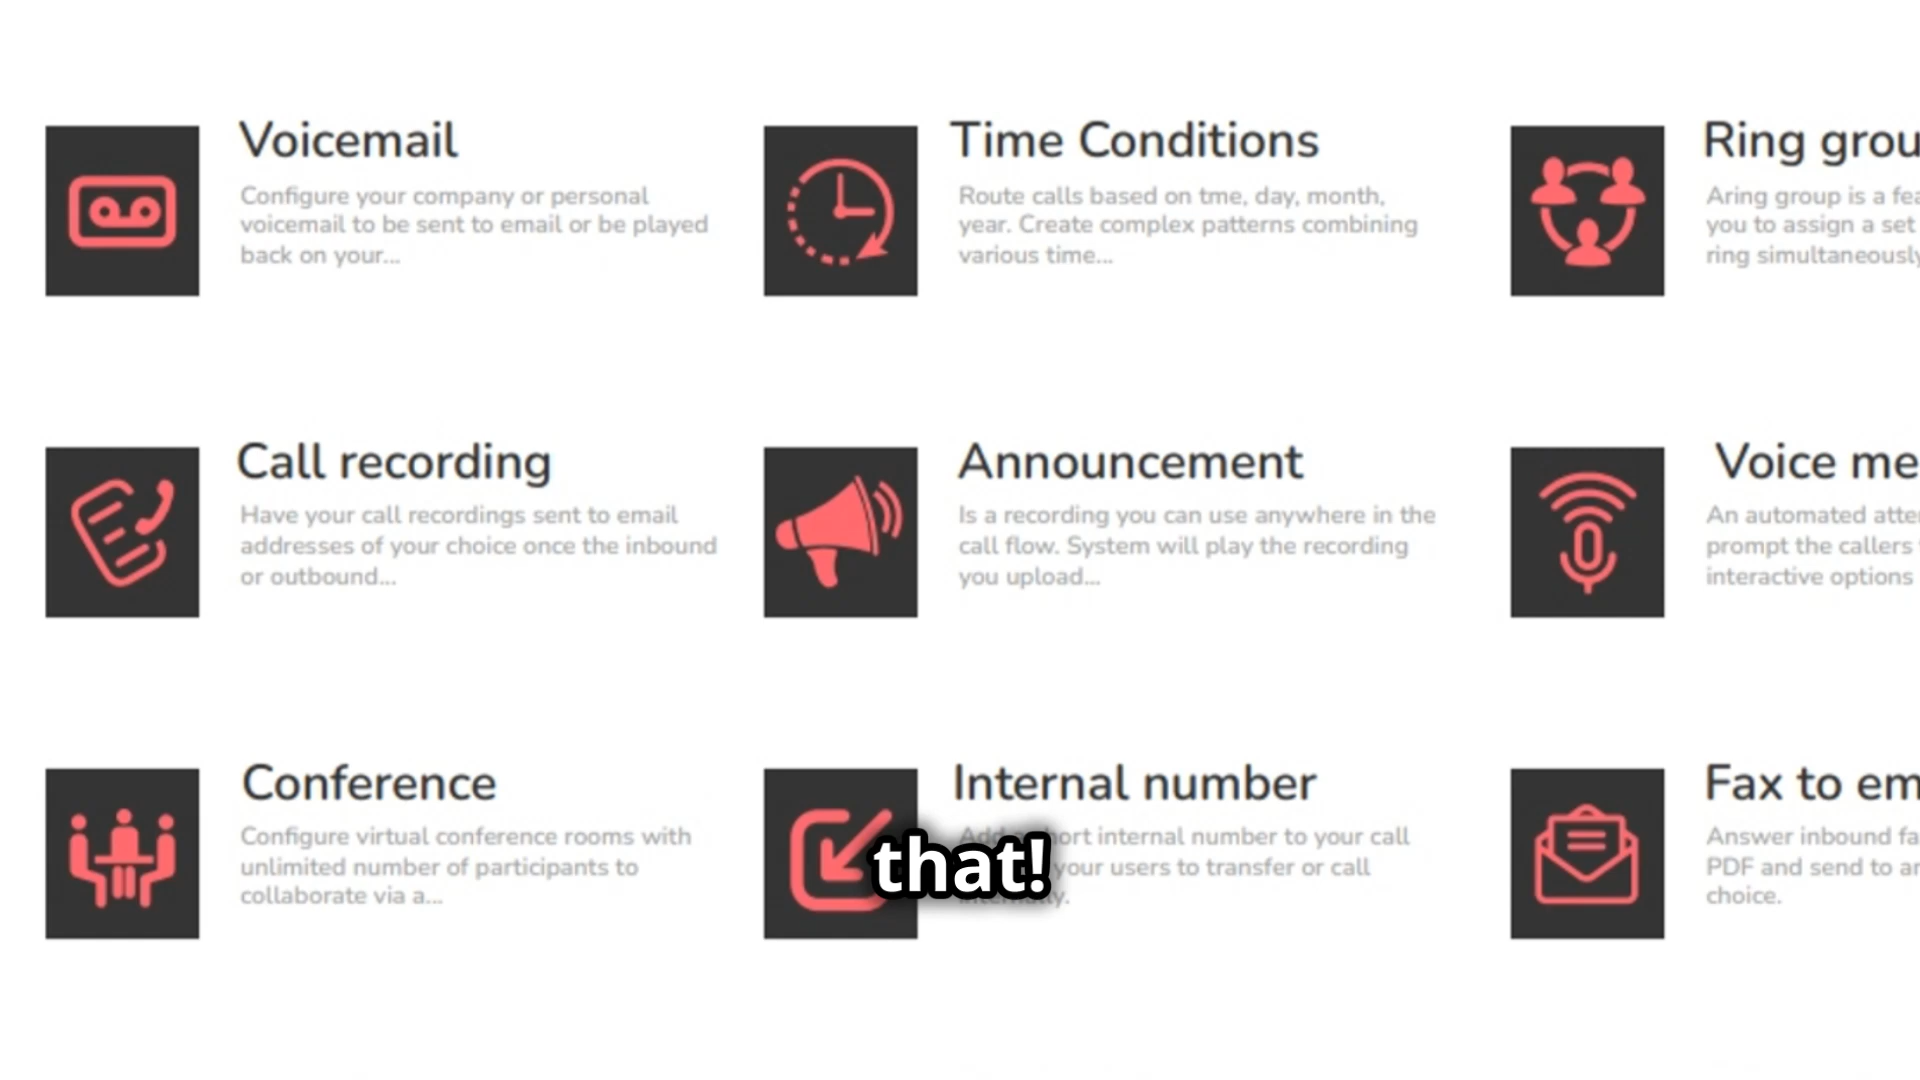 Voicemail
Configure your company or personal
voicemail to be sent to email or be played
back on your...
Time Conditions
Route calls based on tme, day, month,
year. Create complex patterns combining
various time...
Ring grou
Aring group is a fea
you to assign a set
ring simultaneously
Call recording
Have your call recordings sent to email
addresses of your choice once the inbound
or outbound...
Announcement
Is a recording you can use anywhere in the
call flow. System will play the recording
you upload...
Voice me
An automated atte
prompt the callers
interactive options
Conference
Configure virtual conference rooms with
unlimited number of participants to
collaborate via a...
Internal number
internal number to your call
your users to transfer or call
that!
Fax to em
Answer inbound fa
PDF and send to ar
choice.